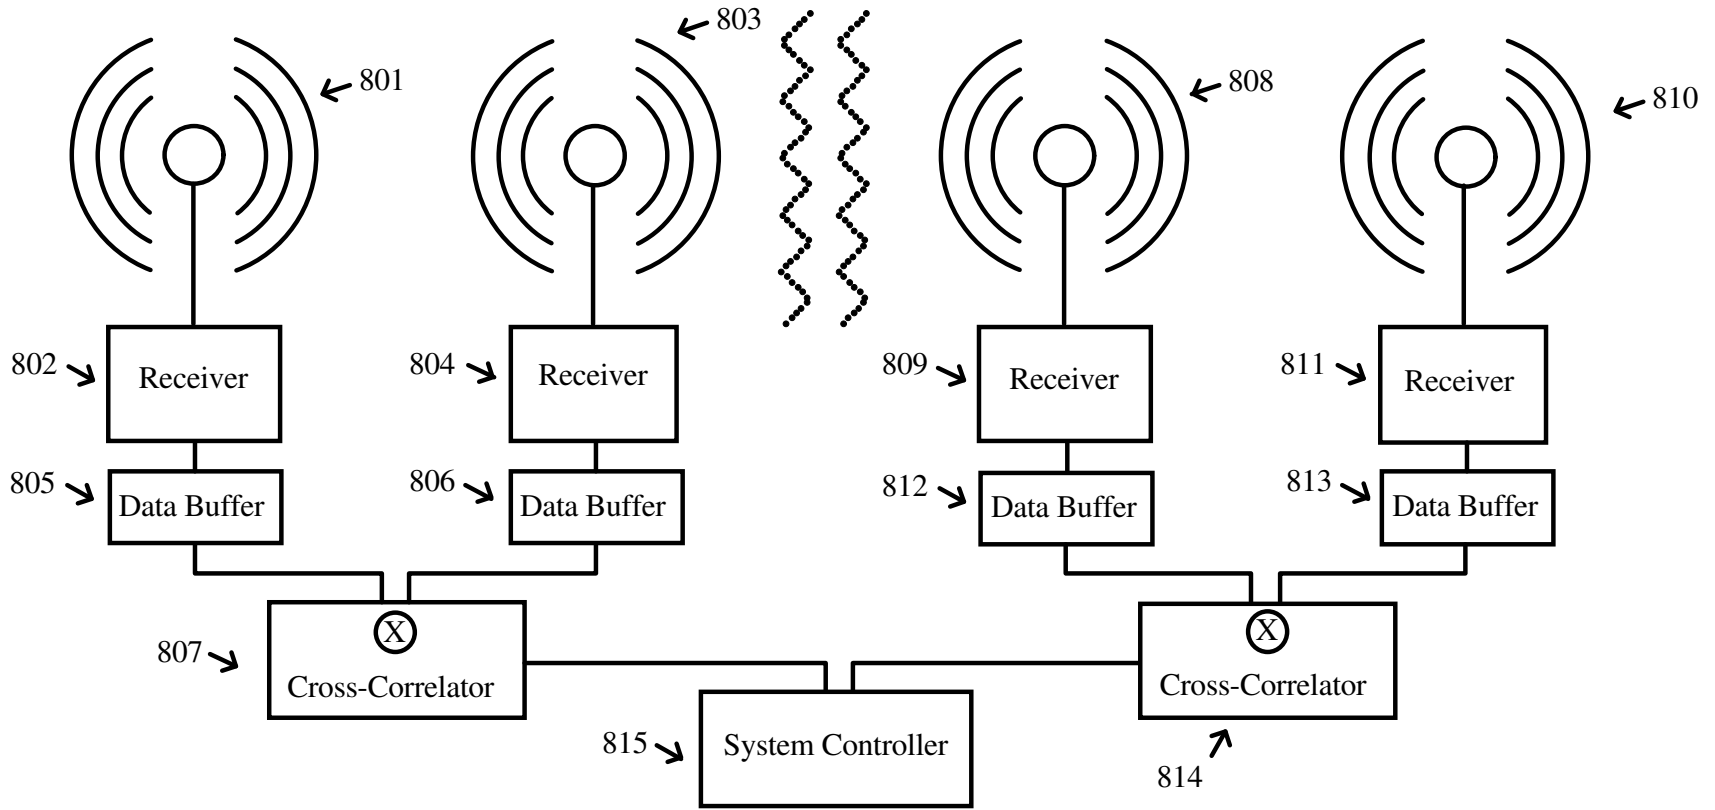 803
801
808
810
802
Receiver
804
Receiver
809
Receiver
811
Receiver
805
Data Buffer
806
Data Buffer
812
Data Buffer
813
Data Buffer
X
X
807
Cross-Correlator
Cross-Correlator
815
System Controller
814